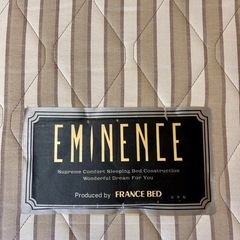 EMINENCE
Supreme Comfort Sleeping Bed Construction
Wonderful Dream For You
Produced by FRANCE BED